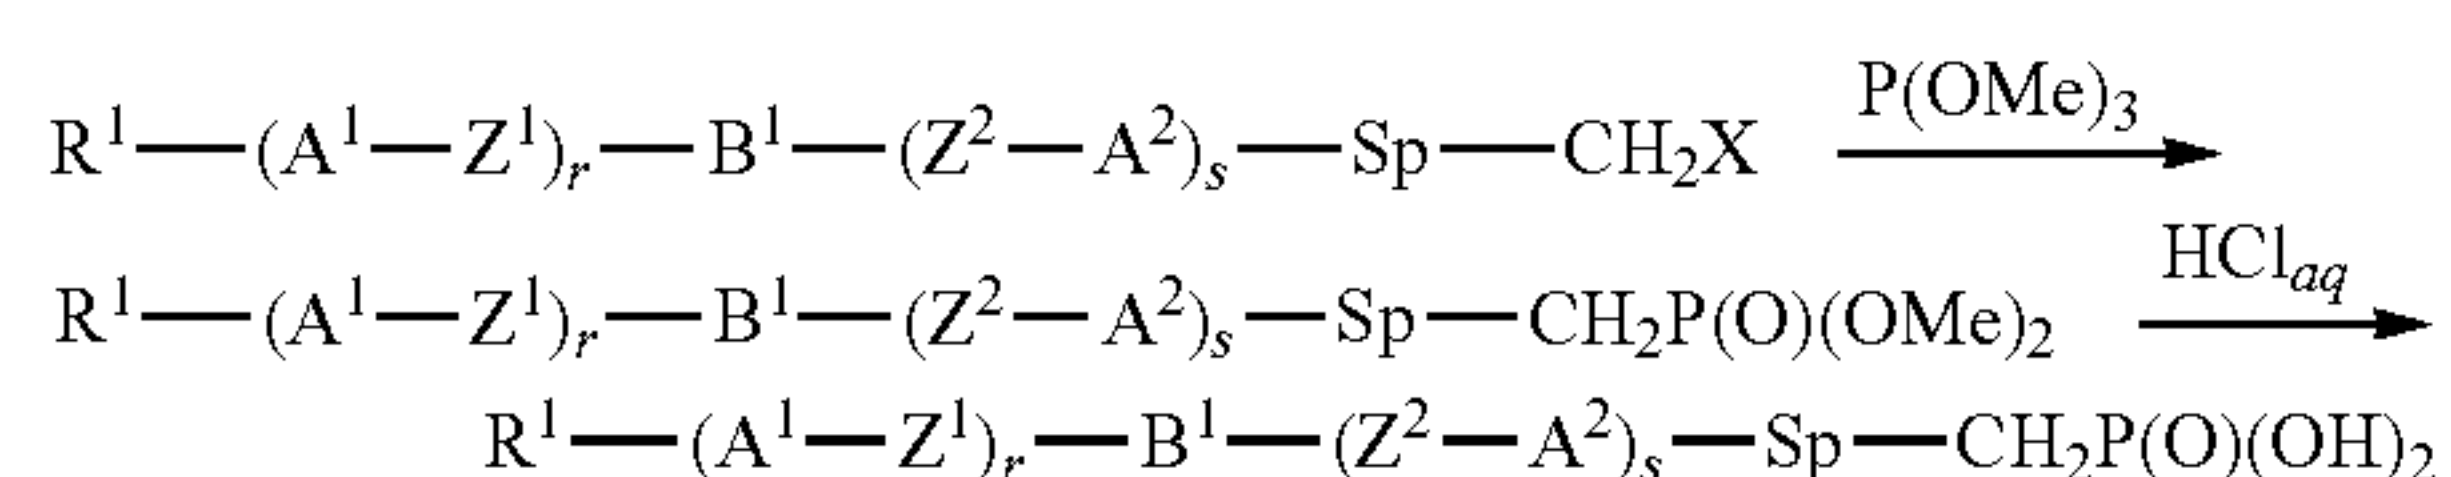 P(OMe)₃
R¹—(A¹—Z¹)ᵣ—B¹—(Z²—A²)ₛ—Sp—CH₂X
HCl_aq
R¹—(A¹—Z¹)ᵣ—B¹—(Z²—A²)ₛ—Sp—CH₂P(O)(OMe)₂
R¹—(A¹—Z¹)ᵣ—B¹—(Z²—A²)ₛ—Sp—CH₂P(O)(OH)₂